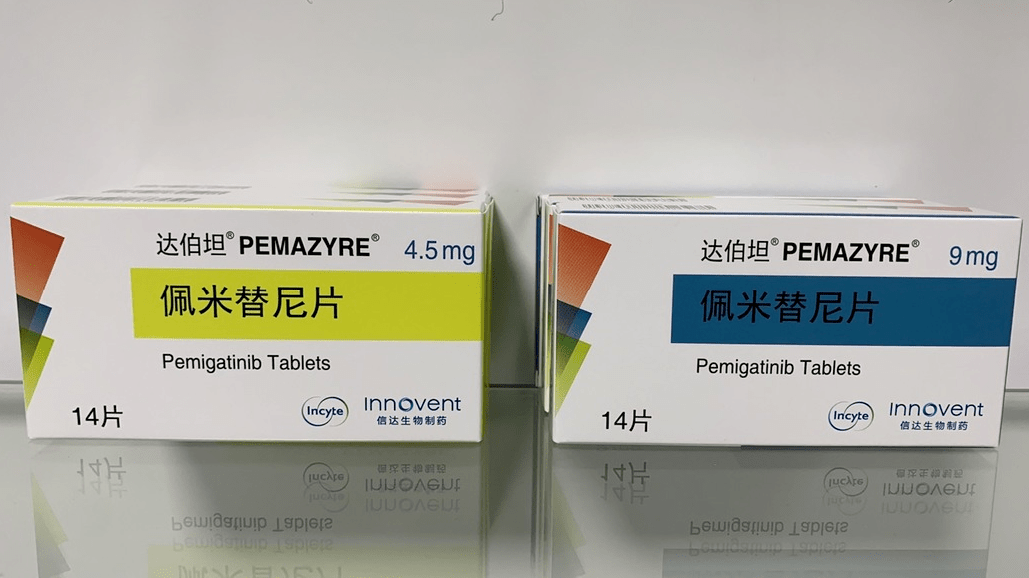 达伯坦® PEMAZYRE® 4.5 mg
佩米替尼片
Pemigatinib Tablets
14片
Incyte
Innovent
信达生物制药
达伯坦® PEMAZYRE® 9 mg
佩米替尼片
Pemigatinib Tablets
14片
Incyte
Innovent
信达生物制药